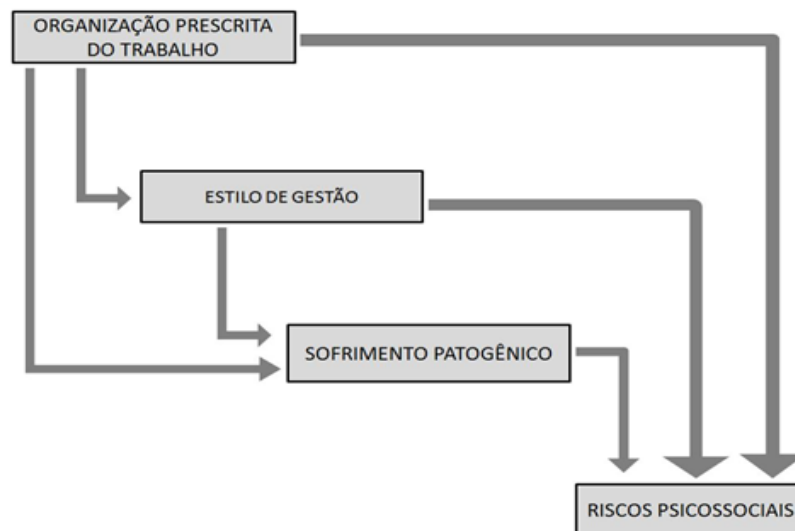 ORGANIZAÇÃO PRESCRITA
DO TRABALHO
ESTILO DE GESTÃO
SOFRIMENTO PATOGÊNICO
RISCOS PSICOSSOCIAIS